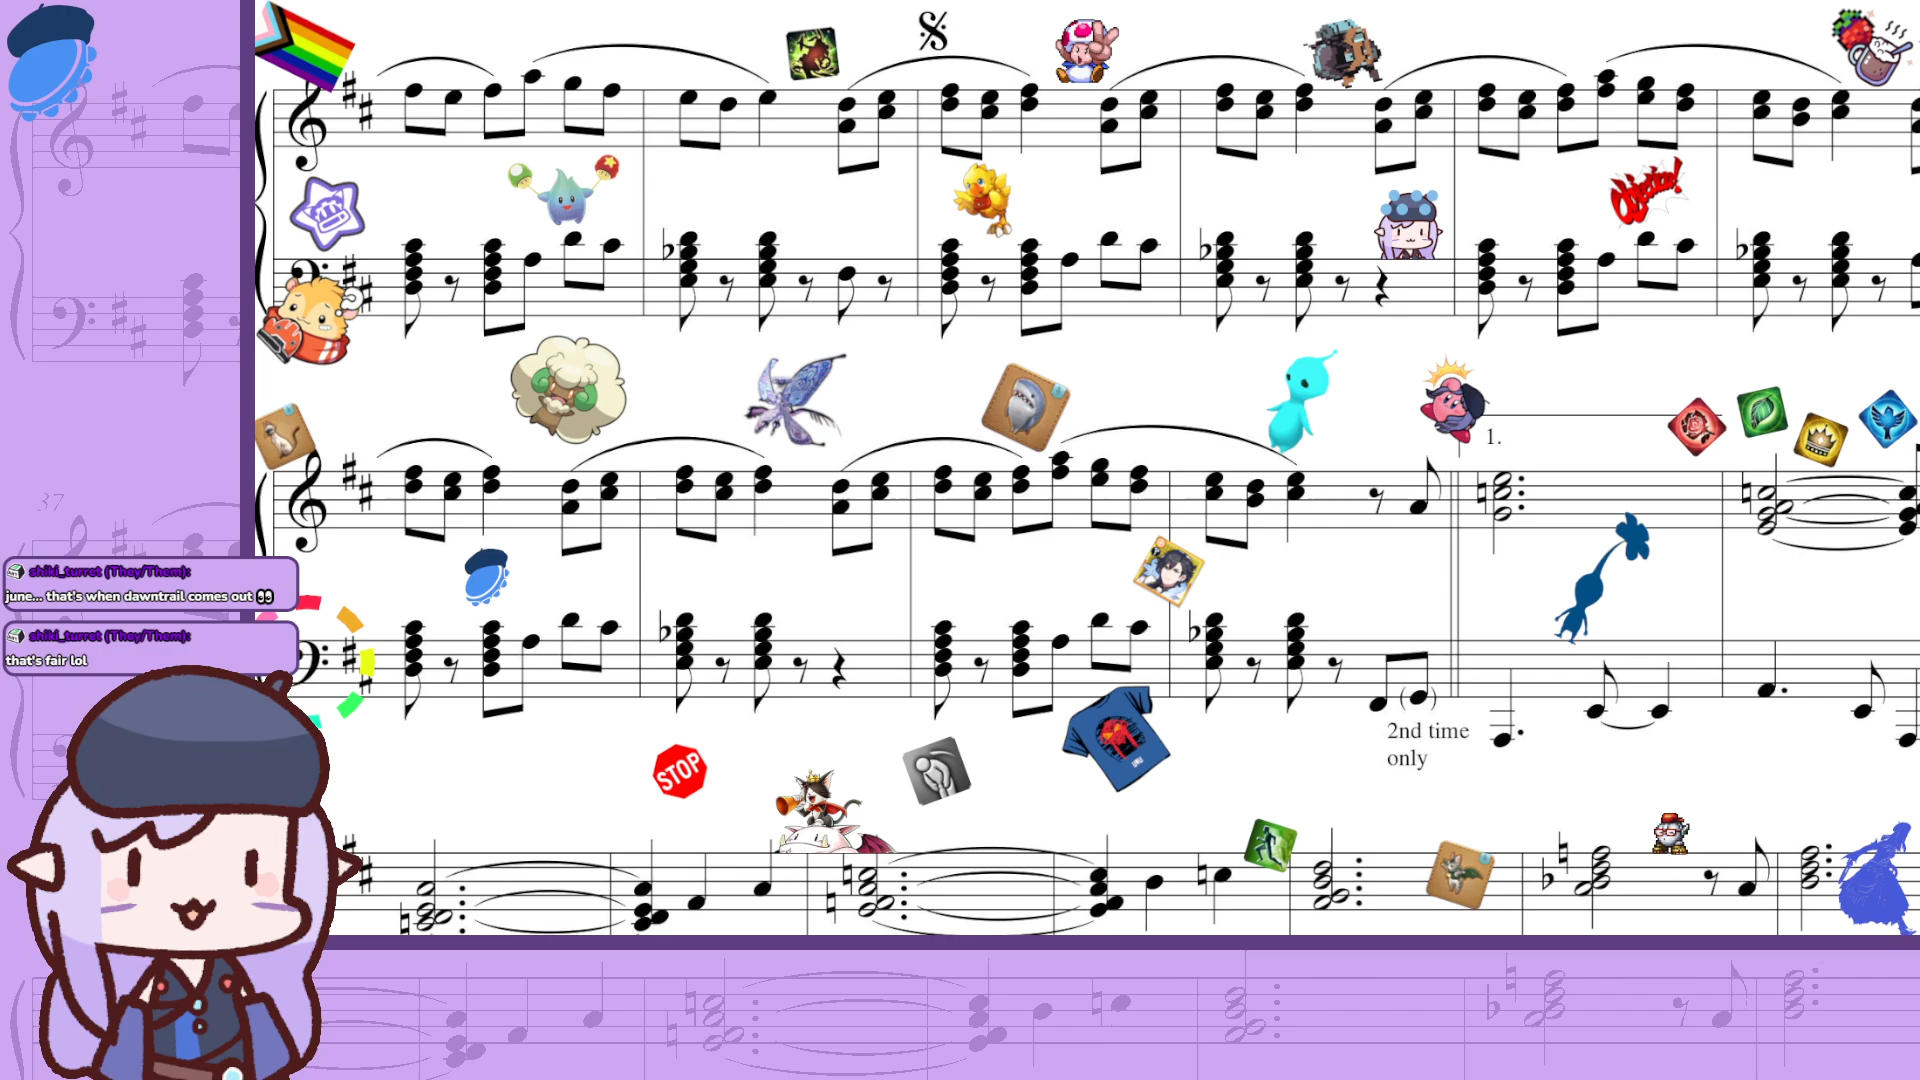 Objection!
1.
37
shiki_turret (They/Them):
june... that's when dawntrail comes out 👀
shiki_turret (They/Them):
that's fair lol
2nd time
only
STOP